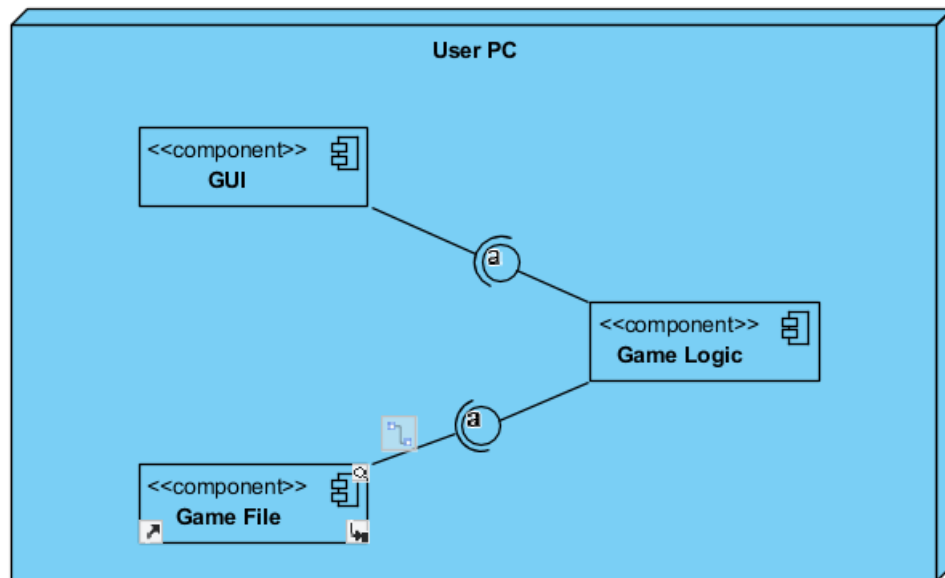 User PC
<<component>>
GUI
a
<<component>>
Game Logic
a
<<component>>
Game File